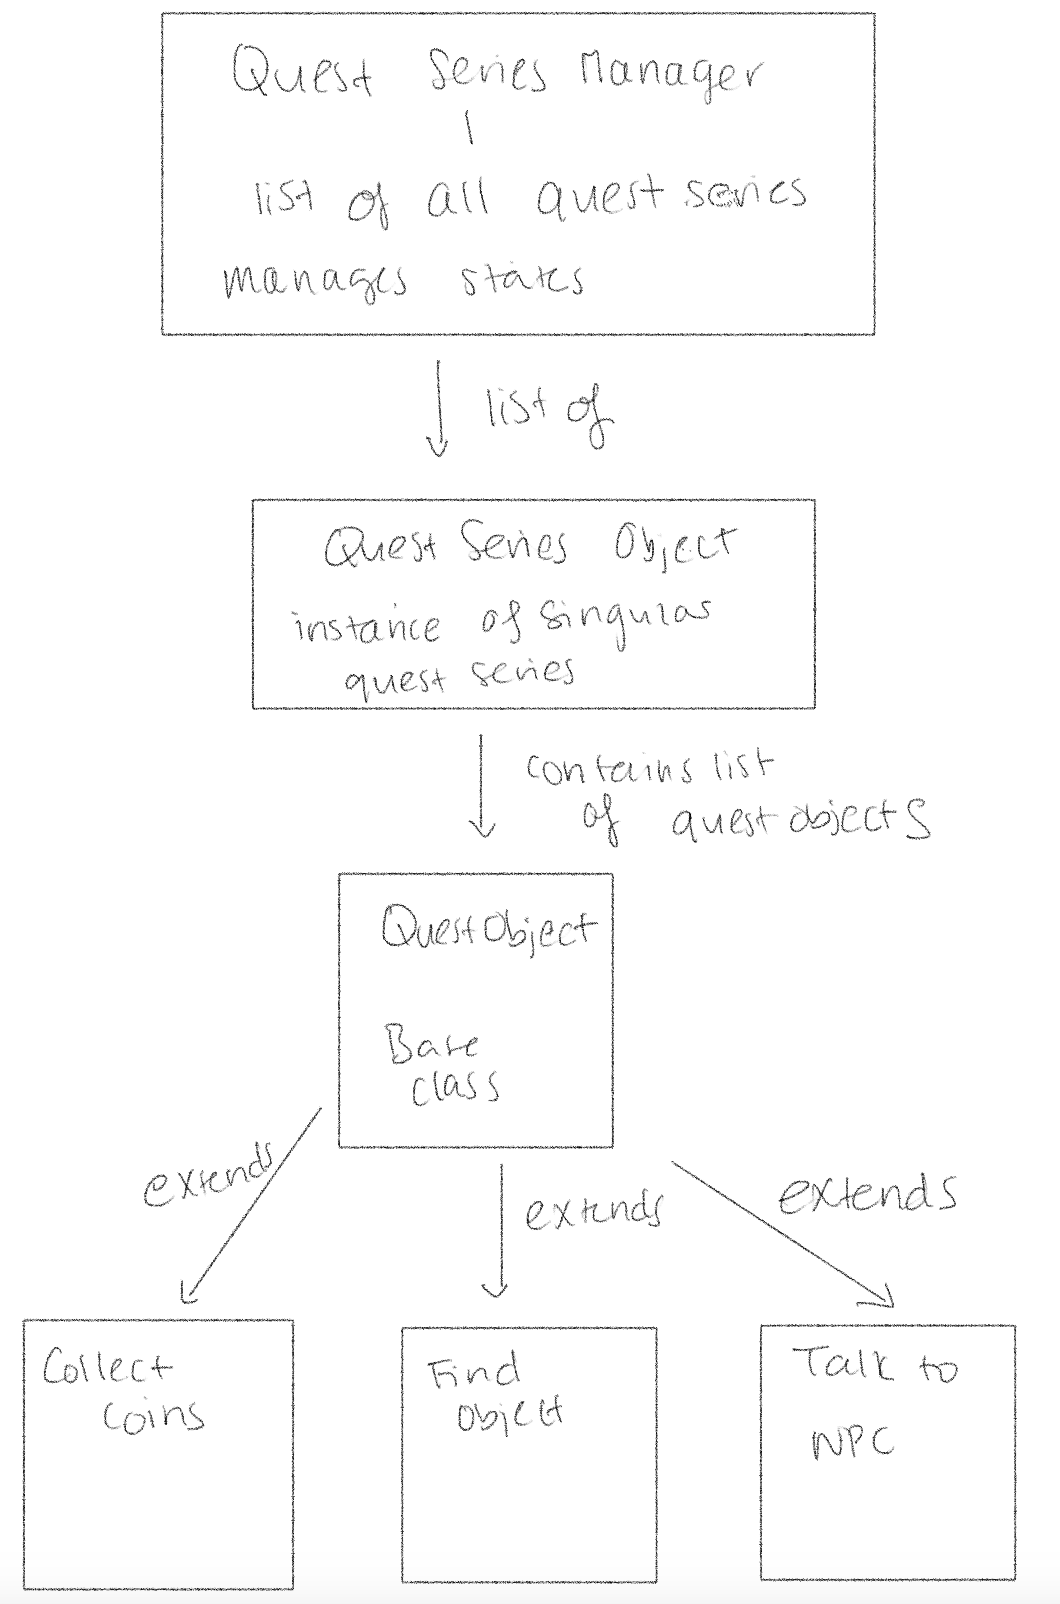 Quest Series Manager
list of all quest series
manages states
list of
Quest Series Object
instance of singular
quest series
contains list
of quest objects
QuestObject
Base
class
extends
extends
extends
Collect
coins
Find
object
Talk to
NPC